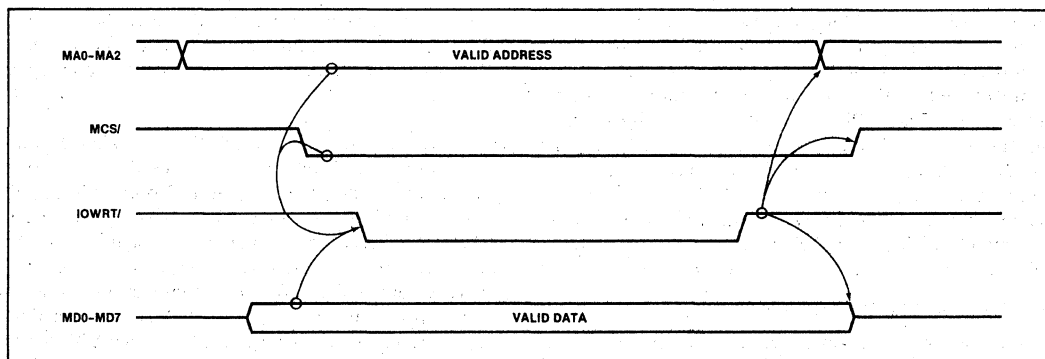 MA0-MA2
VALID ADDRESS
MCS/
IOWRT/
MD0-MD7
VALID DATA